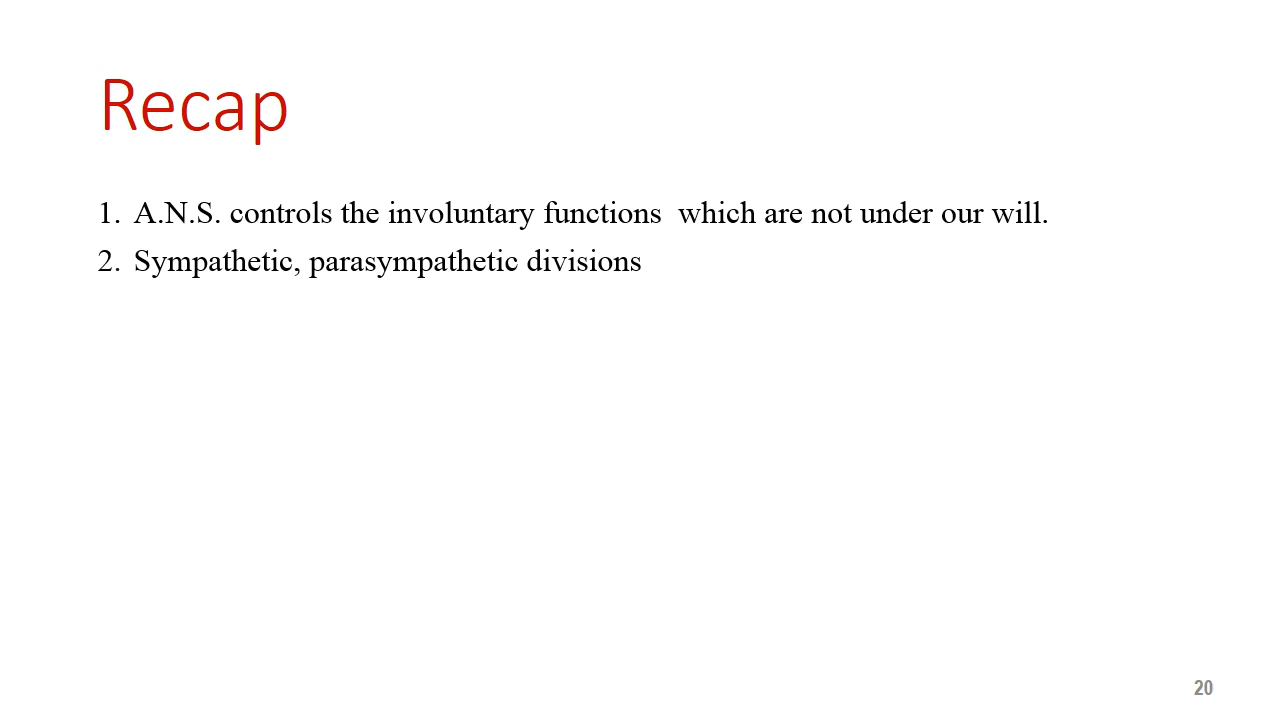 Recap
1. A.N.S. controls the involuntary functions  which are not under our will.
2. Sympathetic, parasympathetic divisions
20